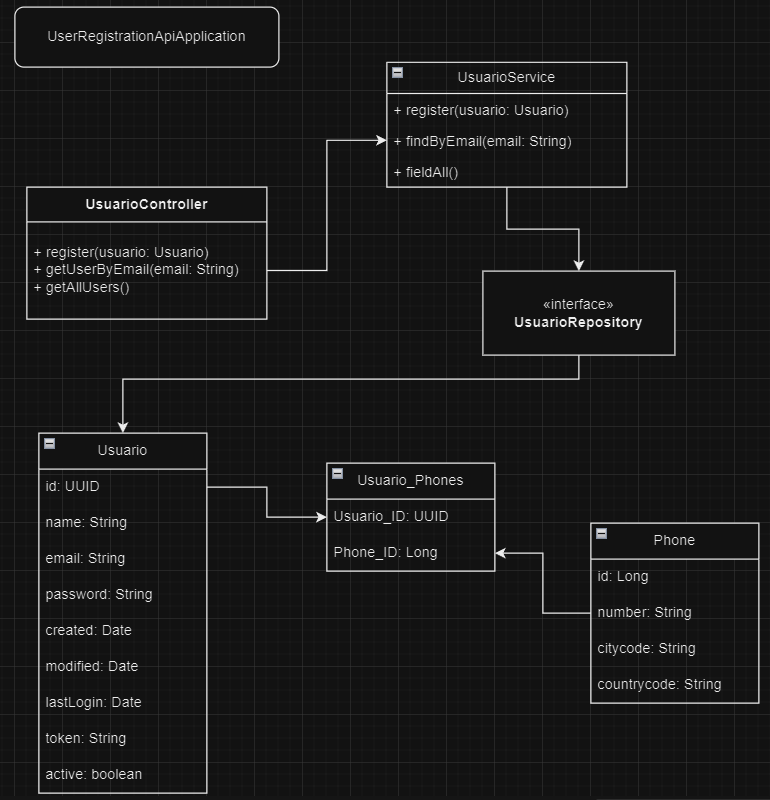 UserRegistrationApiApplication
UsuarioService
+ register(usuario: Usuario)
+ findByEmail(email: String)
+ fieldAll()
UsuarioController
+ register(usuario: Usuario)
+ getUserByEmail(email: String)
+ getAllUsers()
«interface»
UsuarioRepository
Usuario
id: UUID
name: String
email: String
password: String
created: Date
modified: Date
lastLogin: Date
token: String
active: boolean
Usuario_Phones
Usuario_ID: UUID
Phone_ID: Long
Phone
id: Long
number: String
citycode: String
countrycode: String